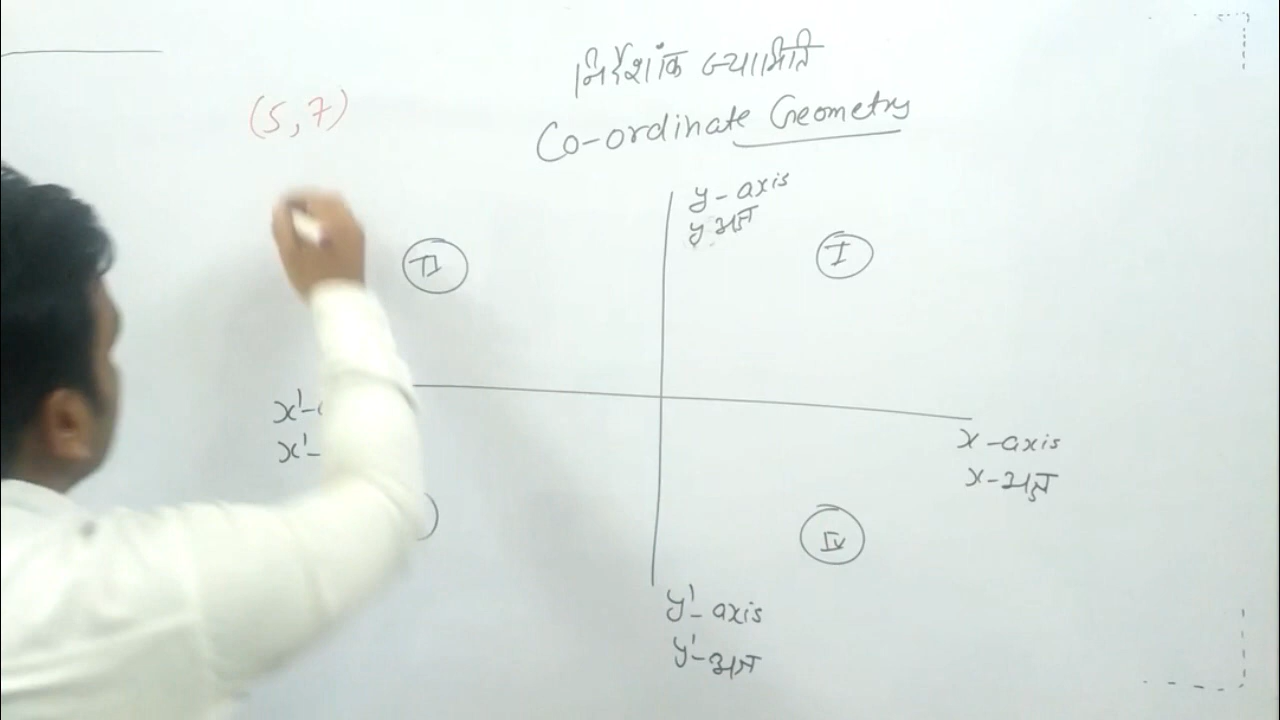 निर्देशांक ज्यामिति
Co-ordinate Geometry
(5,7)
y-axis
y अक्ष
II
I
x'-
x'-
x-axis
x-अक्ष
IV
y'-axis
y'-अक्ष